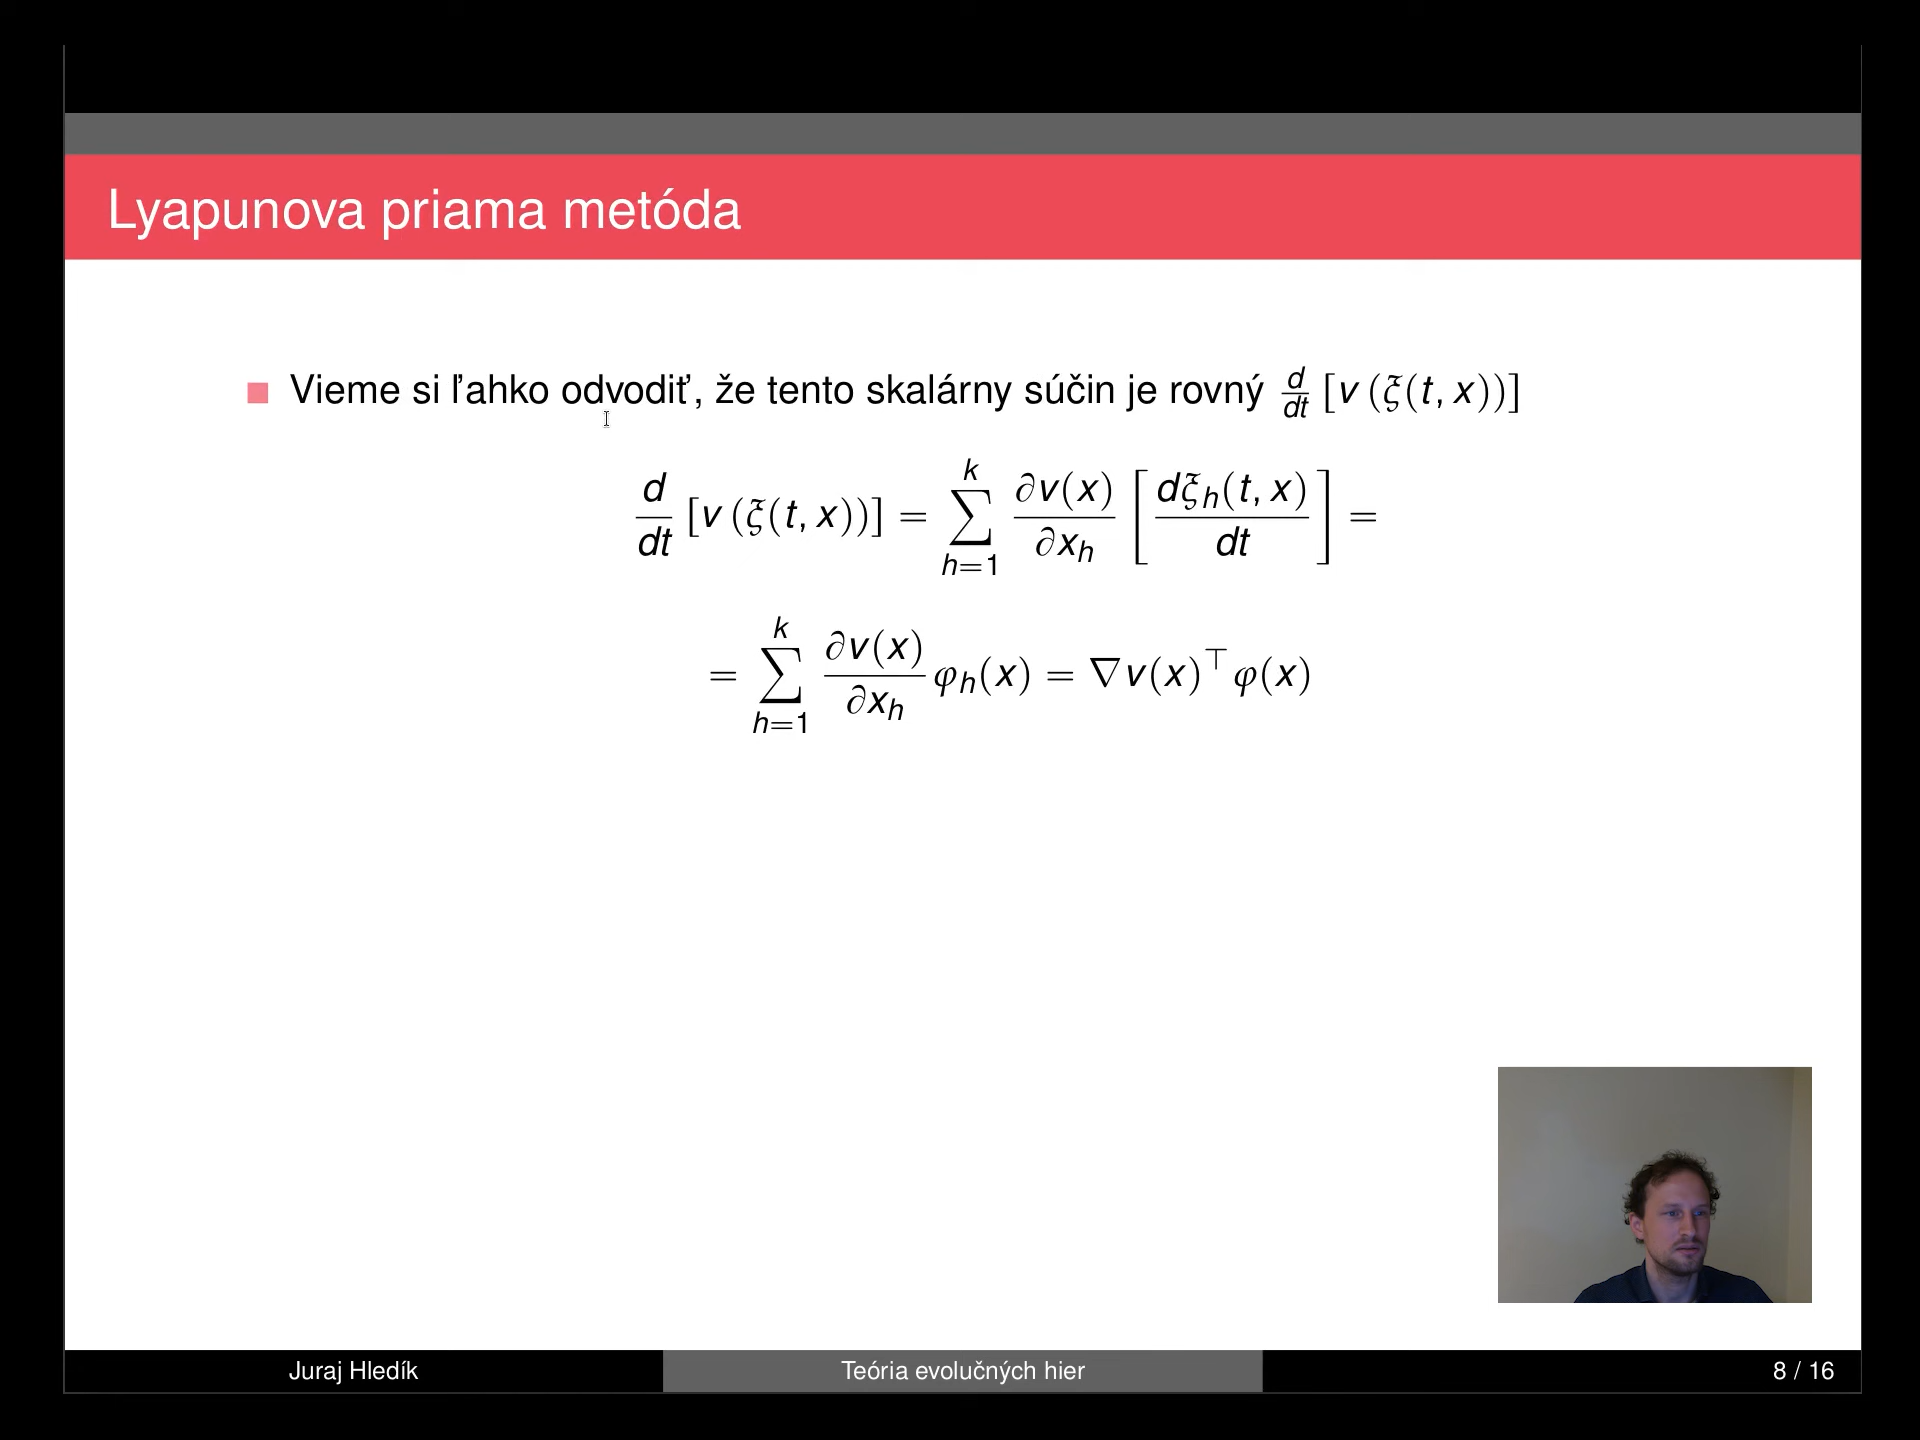 Lyapunova priama metóda
Vieme si ľahko odvodiť, že tento skalárny súčin je rovný d/dt [v (ξ(t, x))]
d/dt [v (ξ(t, x))] = ∑_{h=1}^{k} ∂v(x)/∂x_h [dξ_h(t, x)/dt] =
= ∑_{h=1}^{k} ∂v(x)/∂x_h φ_h(x) = ∇v(x)^⊤ φ(x)
Juraj Hledík
Teória evolučných hier
8 / 16